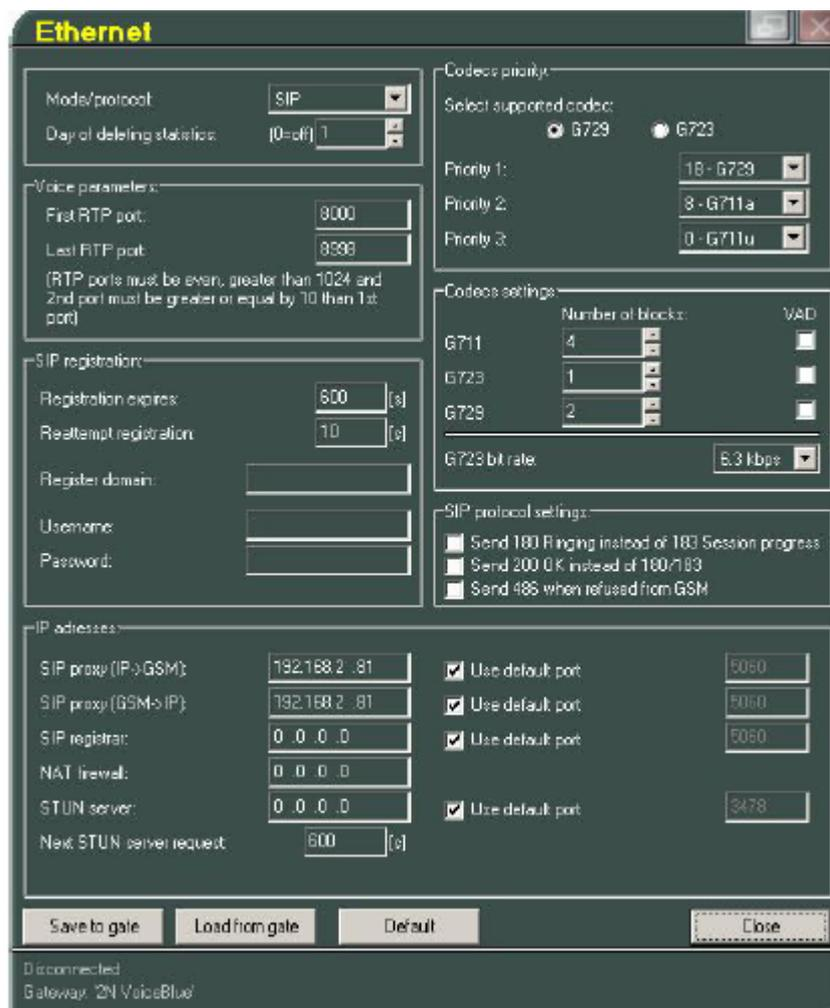 Ethernet
Mode/protocol: SIP
Day of deleting statistics: (0=off) 1
Voice parameters:
First RTP port: 8000
Last RTP port: 8998
(RTP ports must be even, greater than 1024 and
2nd port must be greater or equal by 10 than 1st
port)
SIP registration:
Registration expires: 600 [s]
Reattempt registration: 10 [s]
Register domain:
Username:
Password:
Codecs priority:
Select supported codec:
G729 G723
Priority 1: 18 - G729
Priority 2: 8 - G711a
Priority 3: 0 - G711u
Codecs settings:
Number of blocks: VAD
G711 4
G723 1
G729 2
G723 bit rate: 6.3 kbps
SIP protocol settings:
Send 180 Ringing instead of 183 Session progress
Send 200 OK instead of 180/183
Send 486 when refused from GSM
IP adresses:
SIP proxy (IP->GSM): 192.168.2 .81 Use default port 5060
SIP proxy (GSM->IP): 192.168.2 .81 Use default port 5060
SIP registrar: 0 .0 .0 .0 Use default port 5060
NAT firewall: 0 .0 .0 .0
STUN server: 0 .0 .0 .0 Use default port 3478
Next STUN server request: 600 [s]
Save to gate Load from gate Default Close
Disconnected
Gateway: '2N VoiceBlue'